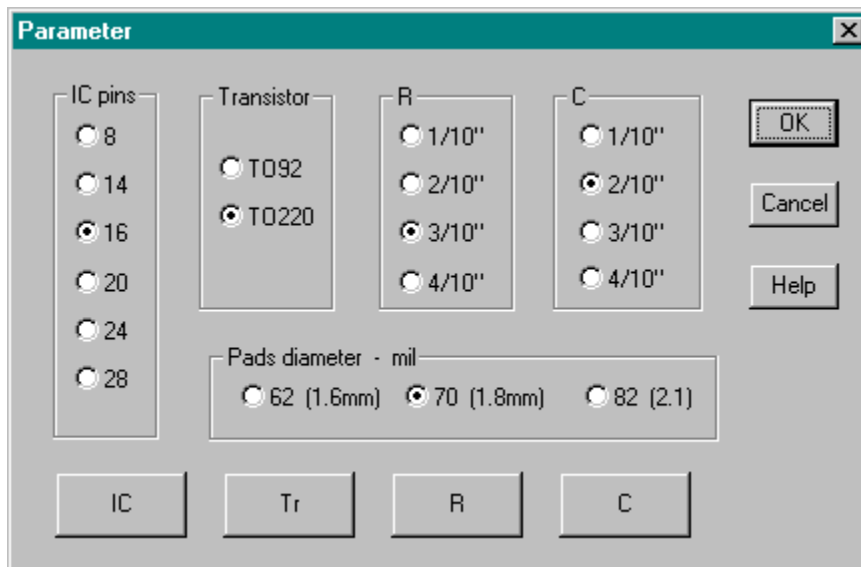 Parameter
IC pins
8
14
16
20
24
28
Transistor
TO92
TO220
R
1/10"
2/10"
3/10"
4/10"
C
1/10"
2/10"
3/10"
4/10"
OK
Cancel
Help
Pads diameter - mil
62 (1.6mm) 70 (1.8mm) 82 (2.1)
IC Tr R C